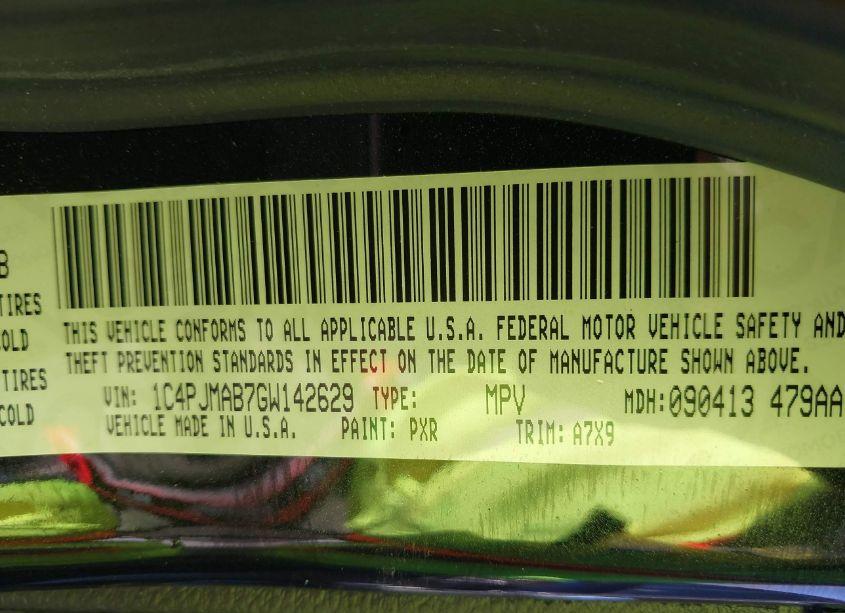 B
TIRES
COLD
TIRES
COLD
THIS VEHICLE CONFORMS TO ALL APPLICABLE U.S.A. FEDERAL MOTOR VEHICLE SAFETY AND
THEFT PREVENTION STANDARDS IN EFFECT ON THE DATE OF MANUFACTURE SHOWN ABOVE.
VIN: 1C4PJMAB7GW142629 TYPE: MPV MDH:090413 479AA
VEHICLE MADE IN U.S.A. PAINT: PXR TRIM: A7X9